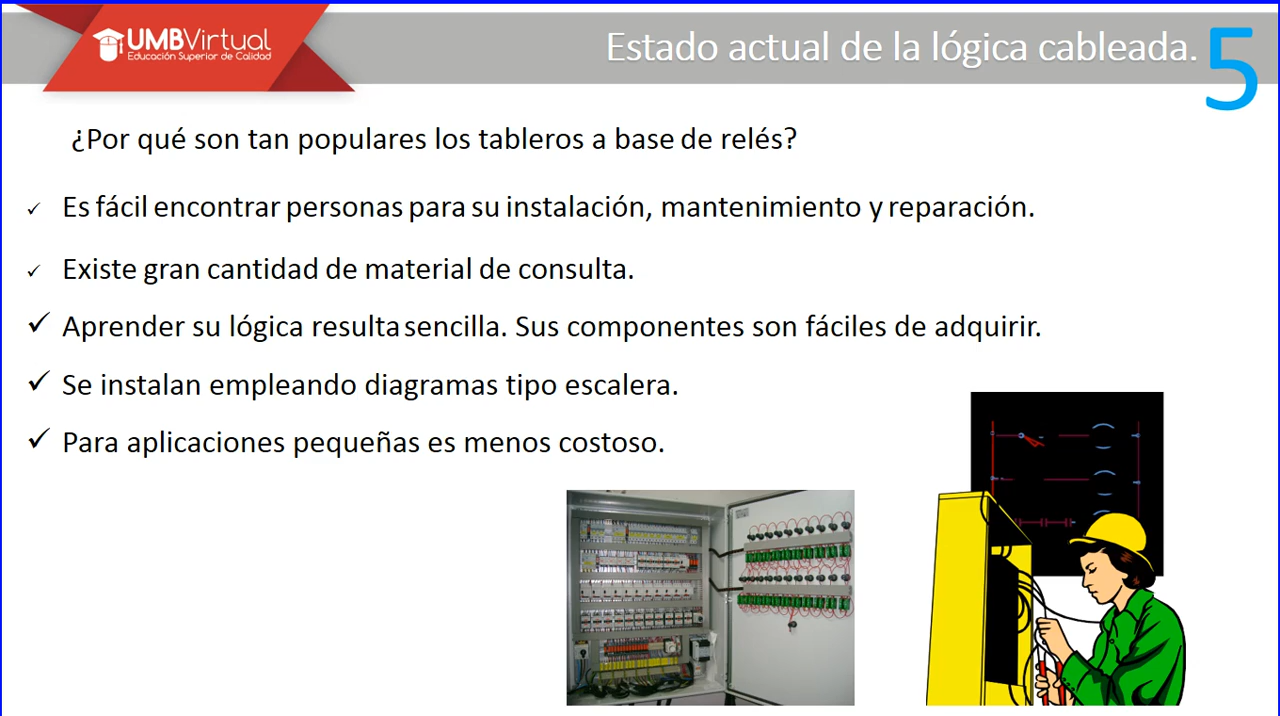 UMBVirtual
Educación Superior de Calidad
Estado actual de la lógica cableada.
5
¿Por qué son tan populares los tableros a base de relés?
✓ Es fácil encontrar personas para su instalación, mantenimiento y reparación.
✓ Existe gran cantidad de material de consulta.
✓ Aprender su lógica resulta sencilla. Sus componentes son fáciles de adquirir.
✓ Se instalan empleando diagramas tipo escalera.
✓ Para aplicaciones pequeñas es menos costoso.